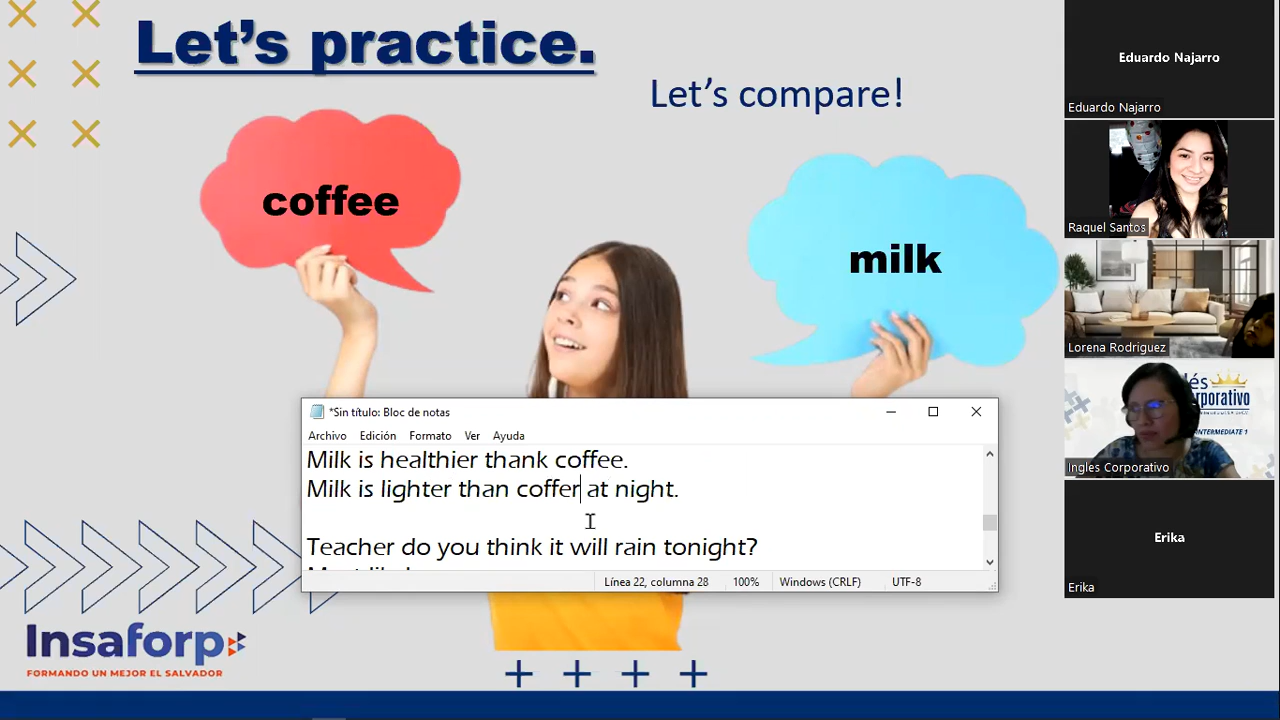 Let's practice.
Let's compare!
coffee
milk
*Sin título: Bloc de notas
Archivo Edición Formato Ver Ayuda
Milk is healthier thank coffee.
Milk is lighter than coffer at night.
Teacher do you think it will rain tonight?
Línea 22, columna 28 100% Windows (CRLF) UTF-8
Insaforp
FORMANDO UN MEJOR EL SALVADOR
Eduardo Najarro
Eduardo Najarro
Raquel Santos
Lorena Rodriguez
INTERMEDIATE 1
Ingles Corporativo
Erika
Erika